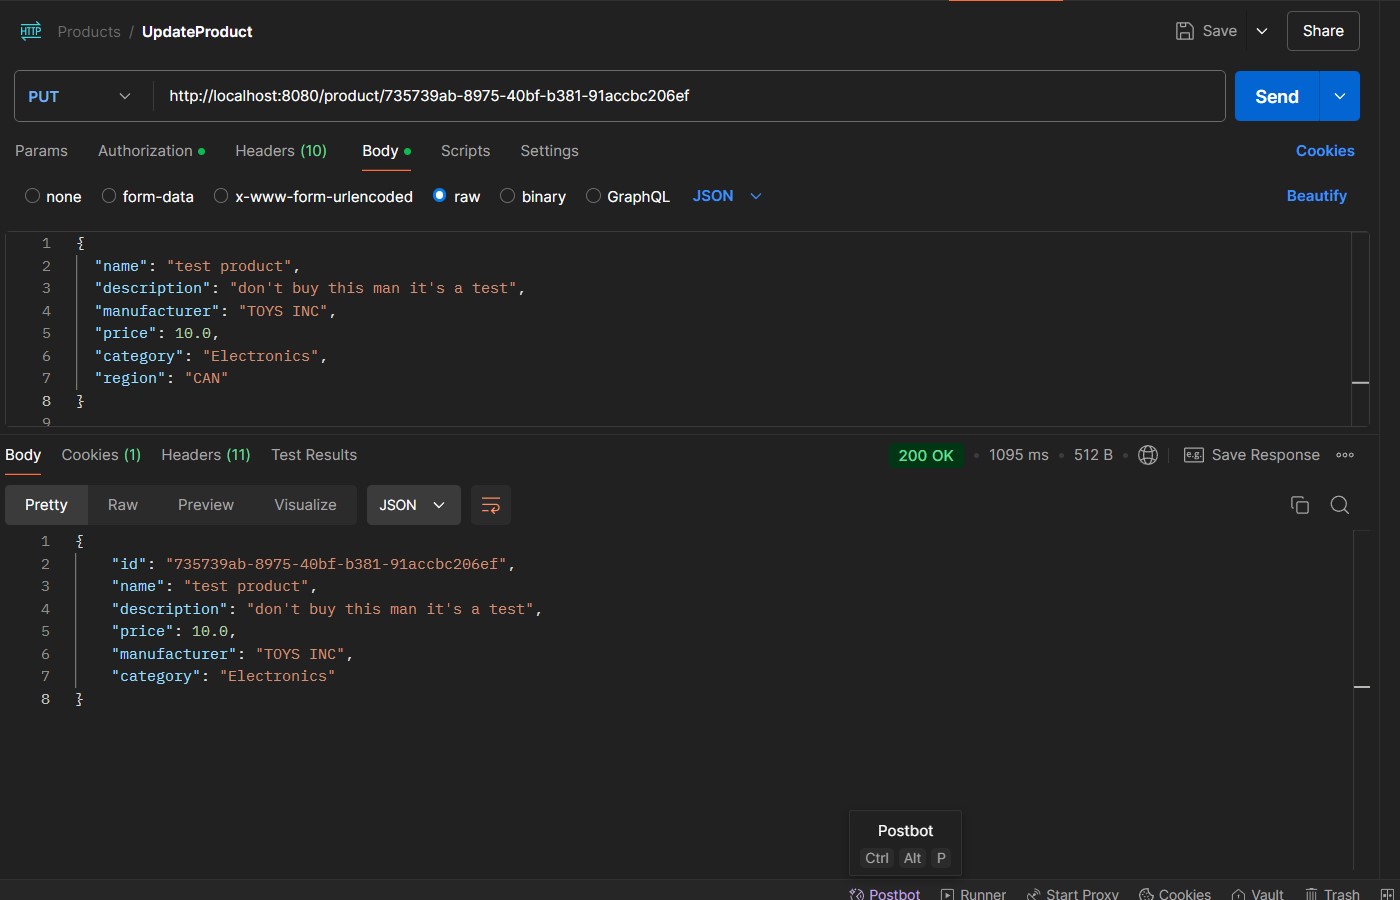 HTTP Products / UpdateProduct Save Share
PUT http://localhost:8080/product/735739ab-8975-40bf-b381-91accbc206ef Send
Params Authorization Headers (10) Body Scripts Settings Cookies
none form-data x-www-form-urlencoded raw binary GraphQL JSON Beautify
1 {
2 "name": "test product",
3 "description": "don't buy this man it's a test",
4 "manufacturer": "TOYS INC",
5 "price": 10.0,
6 "category": "Electronics",
7 "region": "CAN"
8 }
9
Body Cookies (1) Headers (11) Test Results 200 OK • 1095 ms • 512 B • e.g. Save Response
Pretty Raw Preview Visualize JSON
1 {
2 "id": "735739ab-8975-40bf-b381-91accbc206ef",
3 "name": "test product",
4 "description": "don't buy this man it's a test",
5 "price": 10.0,
6 "manufacturer": "TOYS INC",
7 "category": "Electronics"
8 }
Postbot
Ctrl Alt P
Postbot Runner Start Proxy Cookies Vault Trash